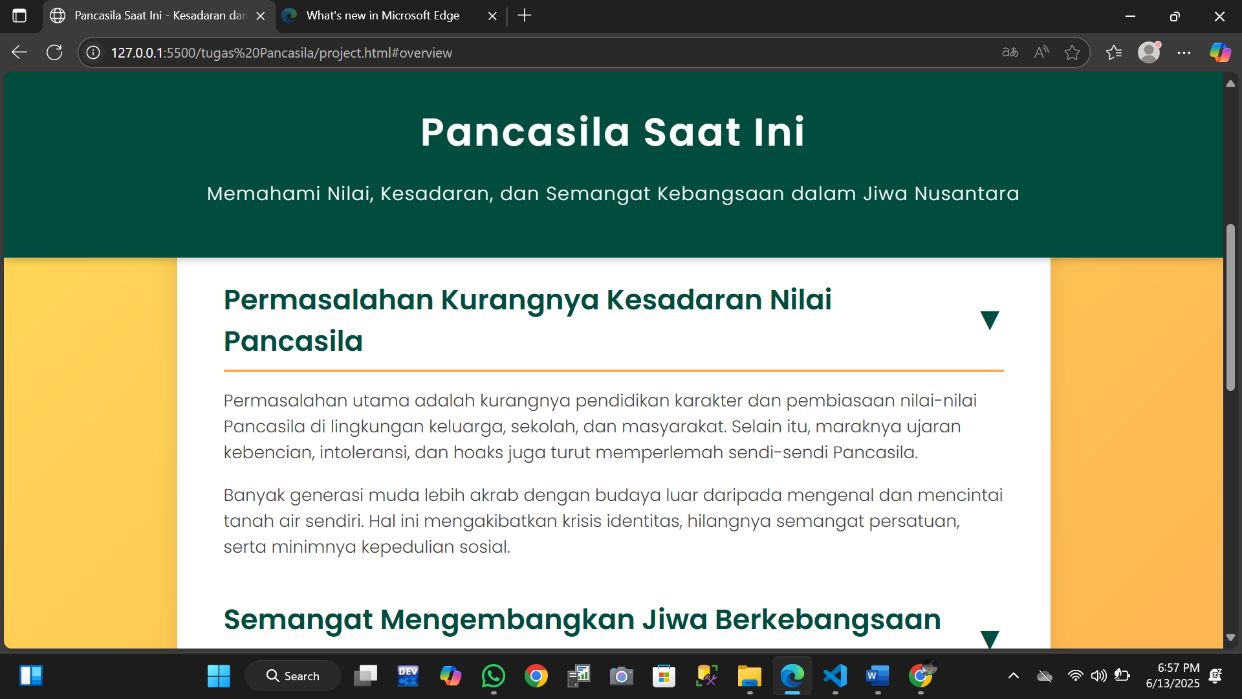 Pancasila Saat Ini - Kesadaran dan
What's new in Microsoft Edge
127.0.0.1:5500/tugas%20Pancasila/project.html#overview
Pancasila Saat Ini
Memahami Nilai, Kesadaran, dan Semangat Kebangsaan dalam Jiwa Nusantara
Permasalahan Kurangnya Kesadaran Nilai
Pancasila
Permasalahan utama adalah kurangnya pendidikan karakter dan pembiasaan nilai-nilai
Pancasila di lingkungan keluarga, sekolah, dan masyarakat. Selain itu, maraknya ujaran
kebencian, intoleransi, dan hoaks juga turut memperlemah sendi-sendi Pancasila.
Banyak generasi muda lebih akrab dengan budaya luar daripada mengenal dan mencintai
tanah air sendiri. Hal ini mengakibatkan krisis identitas, hilangnya semangat persatuan,
serta minimnya kepedulian sosial.
Semangat Mengembangkan Jiwa Berkebangsaan
Search
DEV
6:57 PM
6/13/2025